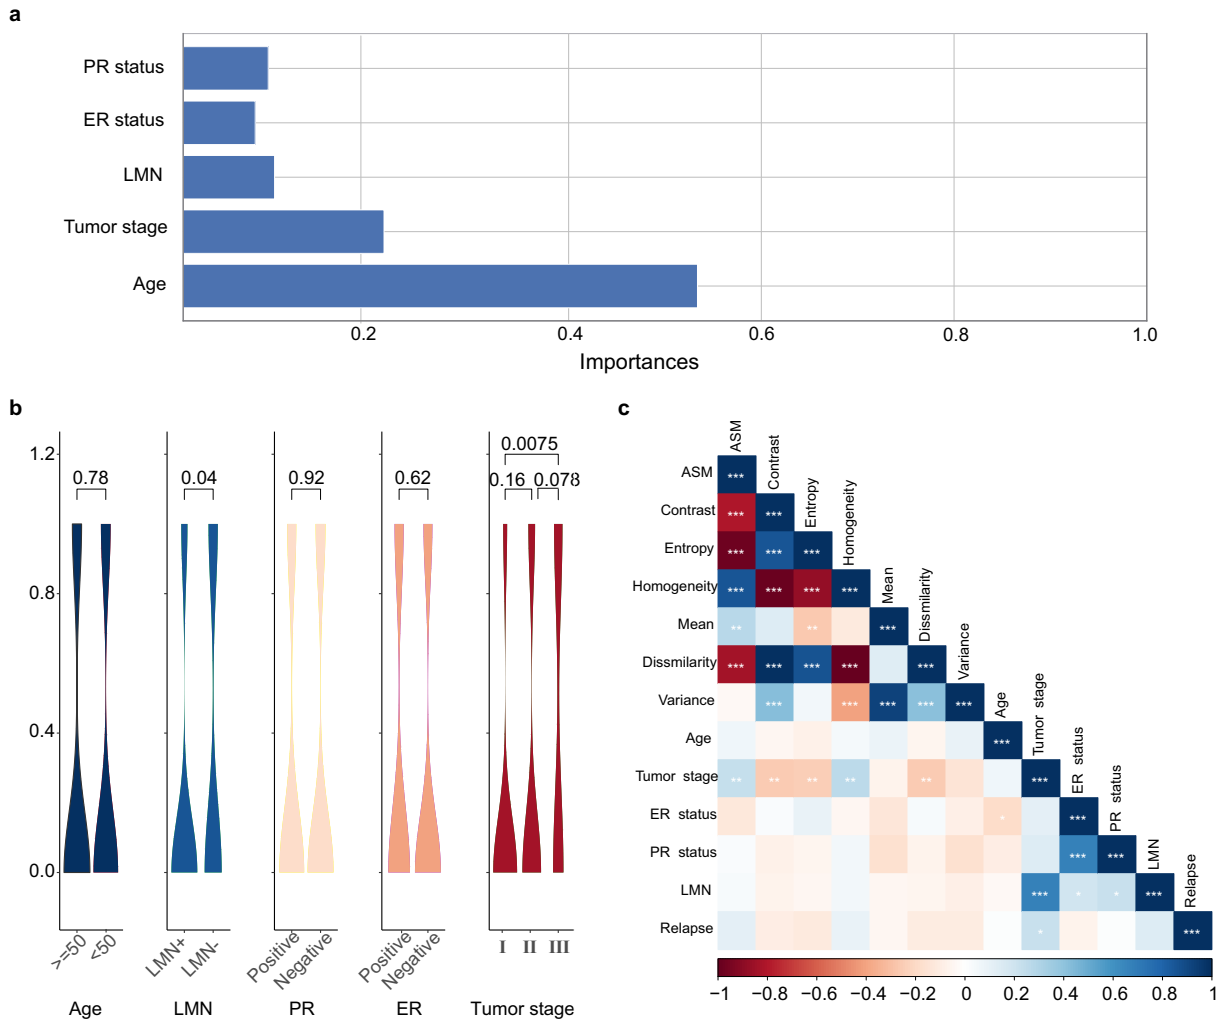 a
PR status
ER status
LMN
Tumor stage
Age
0.2 0.4 0.6 0.8 1.0
Importances
b
1.2
0.8
0.4
0.0
0.78
0.04
0.92
0.62
0.0075
0.16 0.078
>=50 <50
LMN+ LMN-
Positive Negative
Positive Negative
I II III
Age LMN PR ER Tumor stage
c
ASM
Contrast
Entropy
Homogeneity
Mean
Dissmilarity
Variance
Age
Tumor stage
ER status
PR status
LMN
Relapse
ASM ***
Contrast *** ***
Entropy *** *** ***
Homogeneity *** *** *** ***
Mean ** ** ***
Dissmilarity *** *** *** *** ***
Variance *** *** *** *** ***
Age ***
Tumor stage ** ** ** ** ** ***
ER status * ***
PR status *** ***
LMN *** * * ***
Relapse * ***
−1 −0.8 −0.6 −0.4 −0.2 0 0.2 0.4 0.6 0.8 1